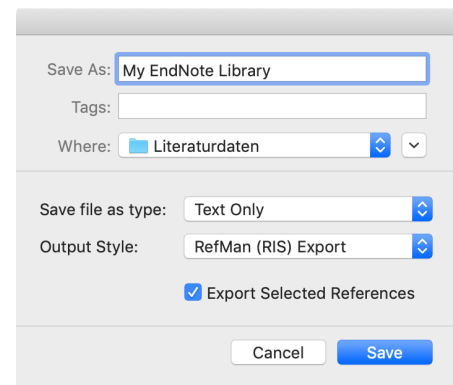 Save As: My EndNote Library
Tags:
Where: Literaturdaten
Save file as type: Text Only
Output Style: RefMan (RIS) Export
Export Selected References
Cancel Save